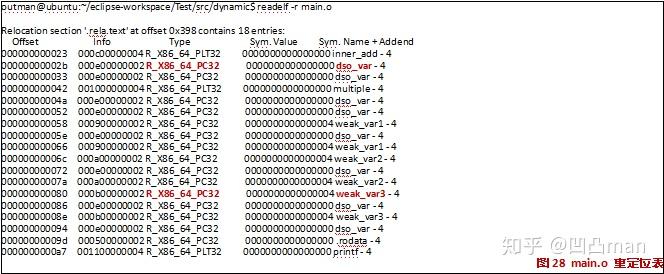 outman@ubuntu:~/eclipse-workspace/Test/src/dynamic$ readelf -r main.o
Relocation section '.rela.text' at offset 0x398 contains 18 entries:
Offset Info Type Sym. Value Sym. Name + Addend
000000000023 000c00000004 R_X86_64_PLT32 0000000000000000 inner_add - 4
00000000002b 000e00000002 R_X86_64_PC32 0000000000000000 dso_var - 4
000000000033 000e00000002 R_X86_64_PC32 0000000000000000 dso_var - 4
000000000042 001000000004 R_X86_64_PLT32 0000000000000000 multiple - 4
00000000004a 000e00000002 R_X86_64_PC32 0000000000000000 dso_var - 4
000000000052 000e00000002 R_X86_64_PC32 0000000000000000 dso_var - 4
000000000058 000900000002 R_X86_64_PC32 0000000000000004 weak_var1 - 4
00000000005e 000e00000002 R_X86_64_PC32 0000000000000000 dso_var - 4
000000000066 000900000002 R_X86_64_PC32 0000000000000004 weak_var1 - 4
00000000006c 000a00000002 R_X86_64_PC32 0000000000000004 weak_var2 - 4
000000000072 000e00000002 R_X86_64_PC32 0000000000000000 dso_var - 4
00000000007a 000a00000002 R_X86_64_PC32 0000000000000004 weak_var2 - 4
000000000080 000b00000002 R_X86_64_PC32 0000000000000004 weak_var3 - 4
000000000086 000e00000002 R_X86_64_PC32 0000000000000000 dso_var - 4
00000000008e 000b00000002 R_X86_64_PC32 0000000000000004 weak_var3 - 4
000000000094 000e00000002 R_X86_64_PC32 0000000000000000 dso_var - 4
00000000009d 000500000002 R_X86_64_PC32 0000000000000000 .rodata - 4
0000000000a7 001100000004 R_X86_64_PLT32 0000000000000000 printf - 4
知乎 @凹凸man
图 28 main.o 重定位表